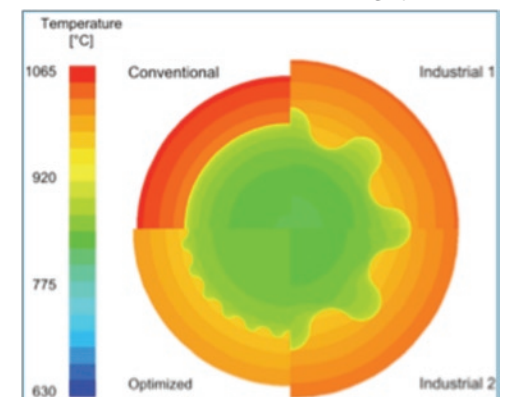 Temperature
[°C]
1065
Conventional
Industrial 1
920
775
630
Optimized
Industrial 2